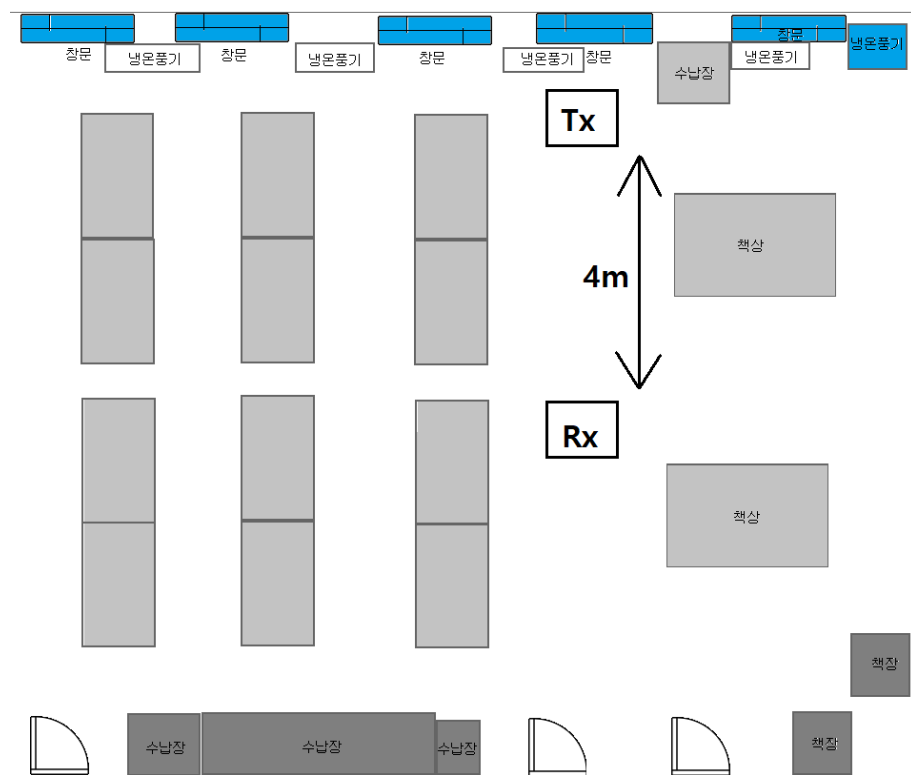 창문
냉온풍기
창문
냉온풍기
창문
냉온풍기
창문
창문
냉온풍기
냉온풍기
수납장
Tx
책상
4m
Rx
책상
책장
수납장
수납장
수납장
책장